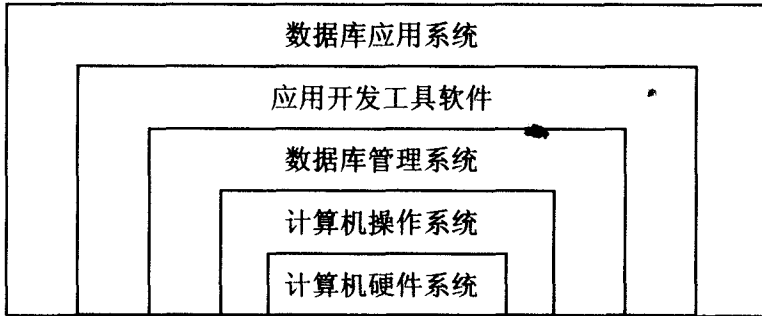 数据库应用系统
应用开发工具软件
数据库管理系统
计算机操作系统
计算机硬件系统